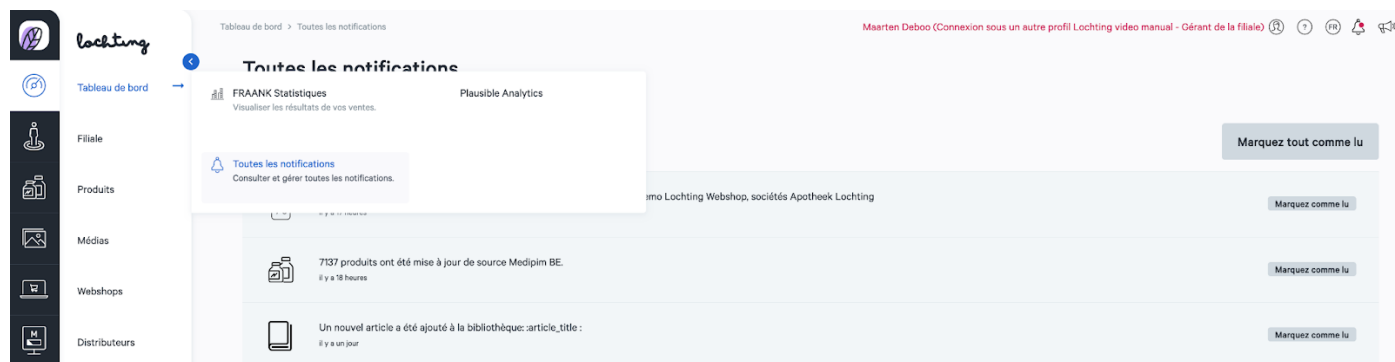 Tableau de bord > Toutes les notifications
Maarten Deboo (Connexion sous un autre profil Lochting video manual - Gérant de la filiale)
?
FR
lochting
Toutes les notifications
Tableau de bord →
FRAANK Statistiques
Visualiser les résultats de vos ventes.
Plausible Analytics
Filiale
Marquez tout comme lu
Toutes les notifications
Consulter et gérer toutes les notifications.
Produits
Lochting Webshop, sociétés Apotheek Lochting
Marquez comme lu
Médias
7137 produits ont été mise à jour de source Medipim BE.
il y a 18 heures
Marquez comme lu
Webshops
Un nouvel article a été ajouté à la bibliothèque: :article_title :
il y a un jour
Marquez comme lu
M
Distributeurs